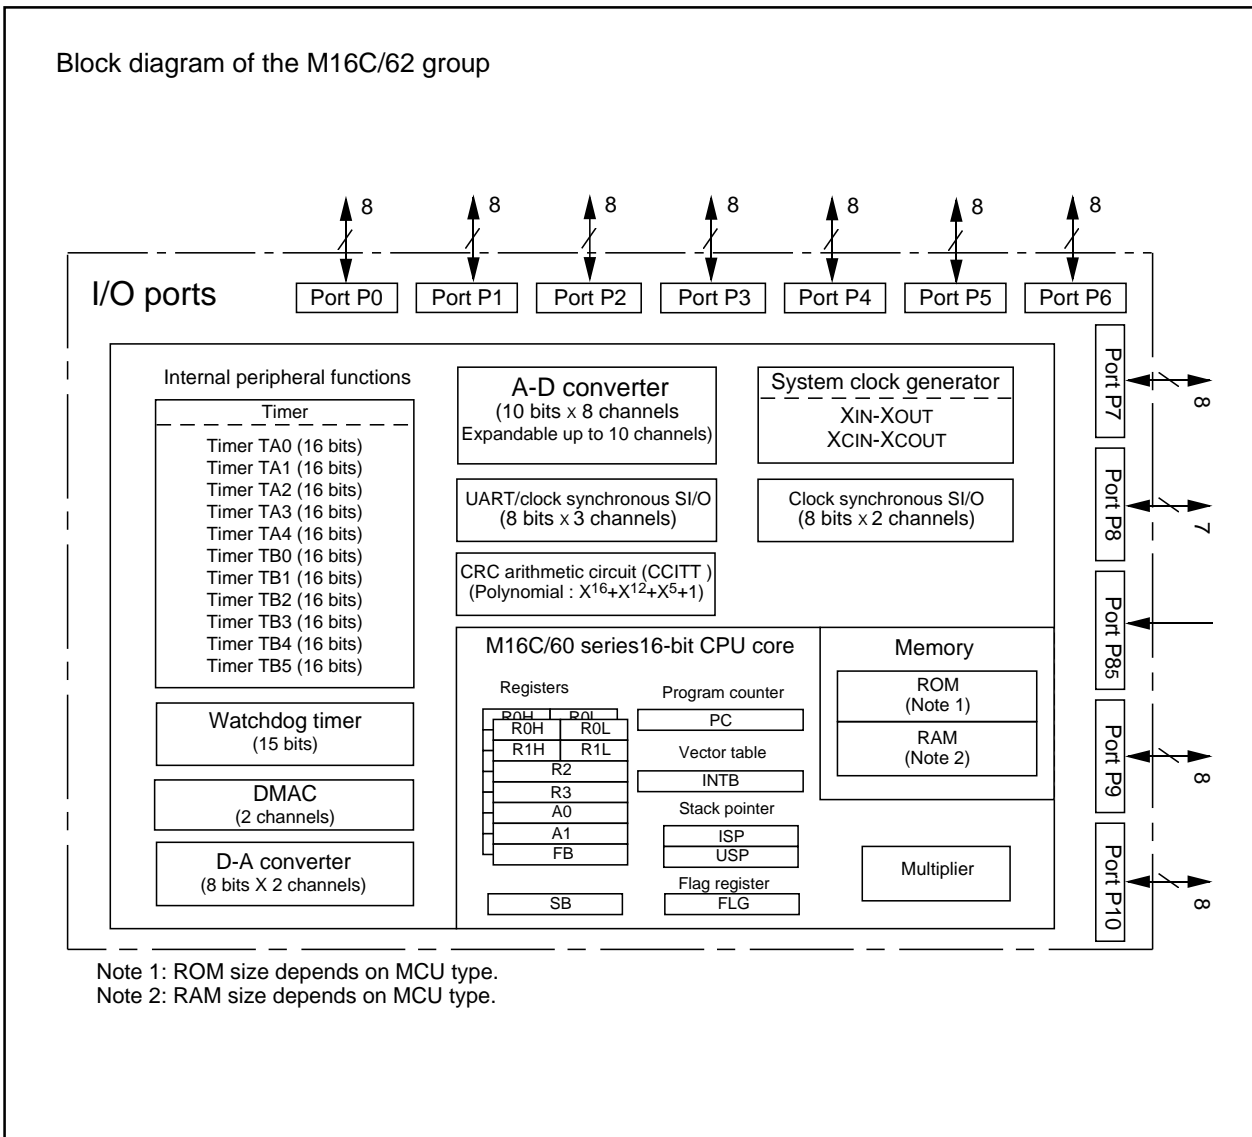 Block diagram of the M16C/62 group
8 8 8 8 8 8 8
I/O ports
Port P0 Port P1 Port P2 Port P3 Port P4 Port P5 Port P6
Port P7
8
Port P8
7
Port P85
Port P9
8
Port P10
8
Internal peripheral functions
Timer
Timer TA0 (16 bits)
Timer TA1 (16 bits)
Timer TA2 (16 bits)
Timer TA3 (16 bits)
Timer TA4 (16 bits)
Timer TB0 (16 bits)
Timer TB1 (16 bits)
Timer TB2 (16 bits)
Timer TB3 (16 bits)
Timer TB4 (16 bits)
Timer TB5 (16 bits)
Watchdog timer
(15 bits)
DMAC
(2 channels)
D-A converter
(8 bits X 2 channels)
A-D converter
(10 bits x 8 channels
Expandable up to 10 channels)
System clock generator
XIN-XOUT
XCIN-XCOUT
UART/clock synchronous SI/O
(8 bits x 3 channels)
Clock synchronous SI/O
(8 bits x 2 channels)
CRC arithmetic circuit (CCITT )
(Polynomial : X16+X12+X5+1)
M16C/60 series16-bit CPU core
Registers
R0H R0L
R0H R0L
R1H R1L
R2
R3
A0
A1
FB
SB
Program counter
PC
Vector table
INTB
Stack pointer
ISP
USP
Flag register
FLG
Memory
ROM
(Note 1)
RAM
(Note 2)
Multiplier
Note 1: ROM size depends on MCU type.
Note 2: RAM size depends on MCU type.